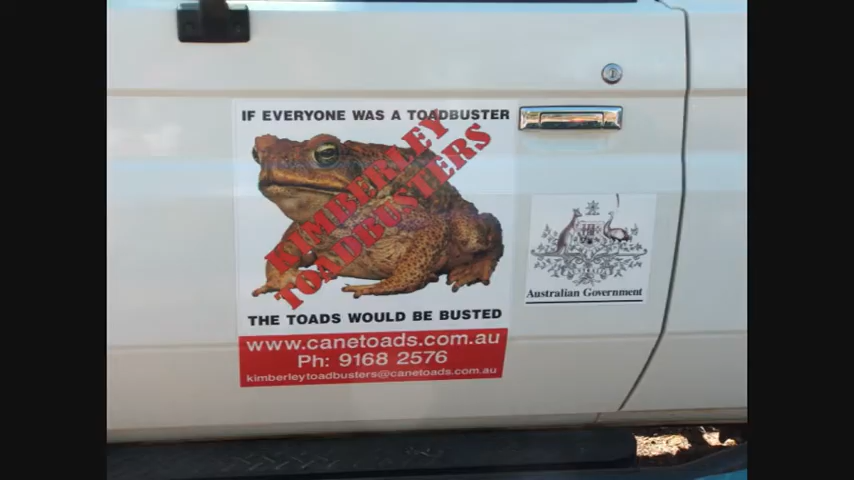 IF EVERYONE WAS A TOADBUSTER
KIMBERLEY
TOADBUSTERS
THE TOADS WOULD BE BUSTED
www.canetoads.com.au
Ph: 9168 2576
kimberleytoadbusters@canetoads.com.au
Australian Government